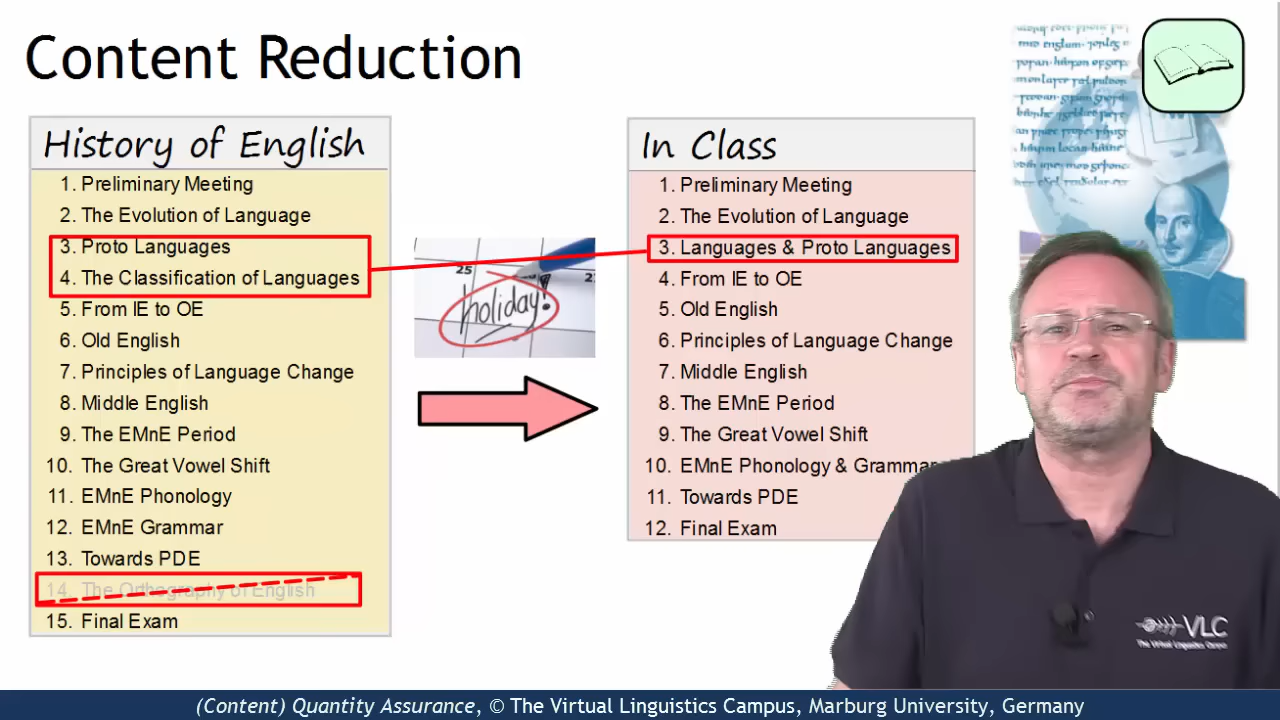 Content Reduction
History of English
1. Preliminary Meeting
2. The Evolution of Language
3. Proto Languages
4. The Classification of Languages
5. From IE to OE
6. Old English
7. Principles of Language Change
8. Middle English
9. The EMnE Period
10. The Great Vowel Shift
11. EMnE Phonology
12. EMnE Grammar
13. Towards PDE
14. The Orthography of English
15. Final Exam
25
holiday!
In Class
1. Preliminary Meeting
2. The Evolution of Language
3. Languages & Proto Languages
4. From IE to OE
5. Old English
6. Principles of Language Change
7. Middle English
8. The EMnE Period
9. The Great Vowel Shift
10. EMnE Phonology & Grammar
11. Towards PDE
12. Final Exam
VLC
The Virtual Linguistics Campus
(Content) Quantity Assurance, © The Virtual Linguistics Campus, Marburg University, Germany